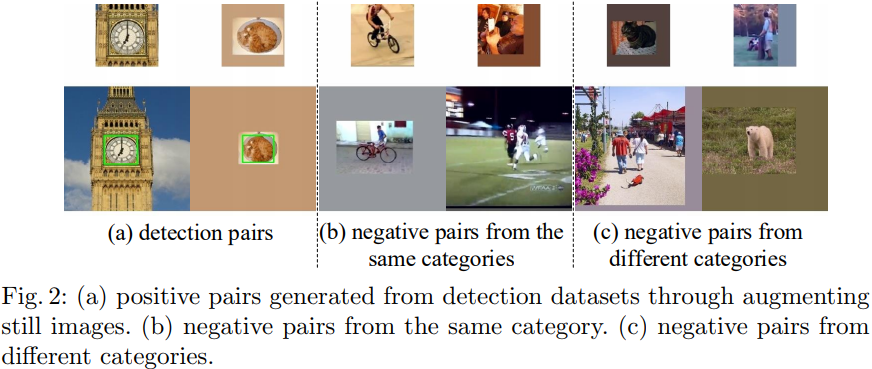 (a) detection pairs
(b) negative pairs from the
same categories
(c) negative pairs from
different categories
Fig. 2: (a) positive pairs generated from detection datasets through augmenting
still images. (b) negative pairs from the same category. (c) negative pairs from
different categories.